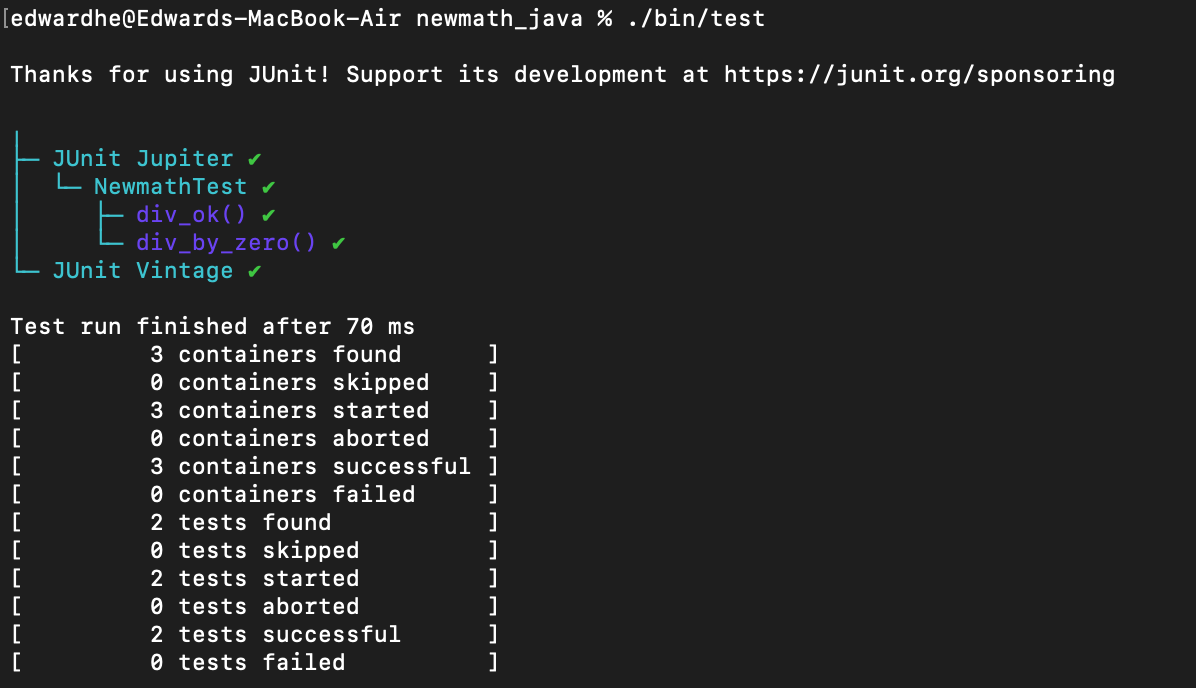 [edwardhe@Edwards-MacBook-Air newmath_java % ./bin/test
Thanks for using JUnit! Support its development at https://junit.org/sponsoring
├─ JUnit Jupiter ✔
│  └─ NewmathTest ✔
│     ├─ div_ok() ✔
│     └─ div_by_zero() ✔
└─ JUnit Vintage ✔
Test run finished after 70 ms
[         3 containers found      ]
[         0 containers skipped    ]
[         3 containers started    ]
[         0 containers aborted    ]
[         3 containers successful ]
[         0 containers failed     ]
[         2 tests found           ]
[         0 tests skipped         ]
[         2 tests started         ]
[         0 tests aborted         ]
[         2 tests successful      ]
[         0 tests failed          ]